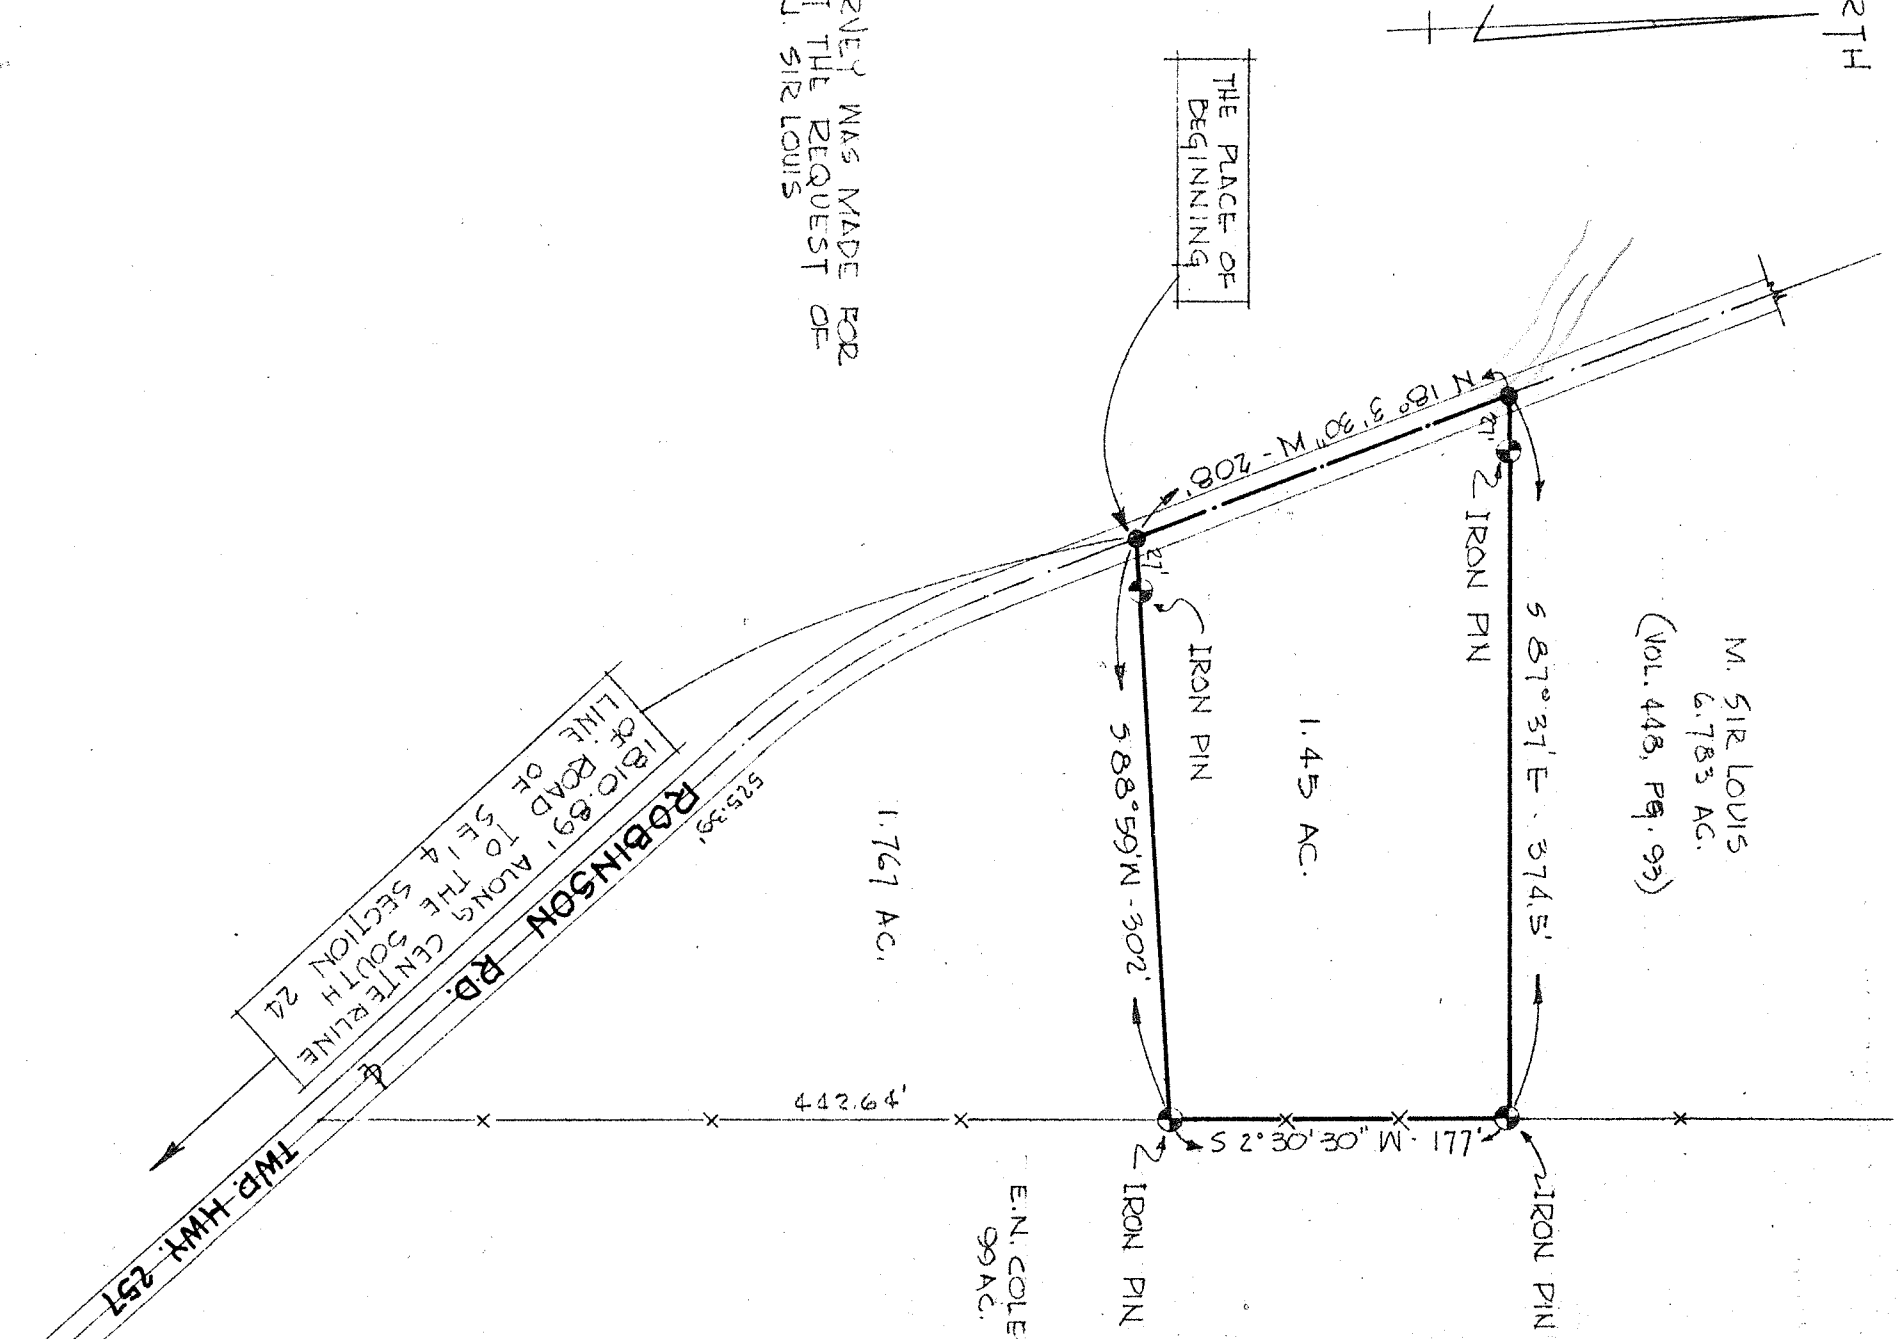 RTH
THE PLACE OF
BEGINNING
RVEY WAS MADE FOR
THE REQUEST OF
SIR LOUIS
N 18° 3' 30" W - 208'
27'
IRON PIN
27'
IRON PIN
S 87° 37' E - 374.5'
M. SIR LOUIS
6.783 AC.
(VOL. 448, Pg. 93)
1.45 AC.
S 88° 59' W - 302'
S 2° 30' 30" W - 177'
IRON PIN
IRON PIN
E.N. COLE
99 AC.
1.767 AC.
525.39'
442.64'
1810.89' ALONG CENTERLINE
OF ROAD TO THE SOUTH
LINE OF SE 1/4 SECTION 24
ROBINSON RD.
TWP. HWY. 257